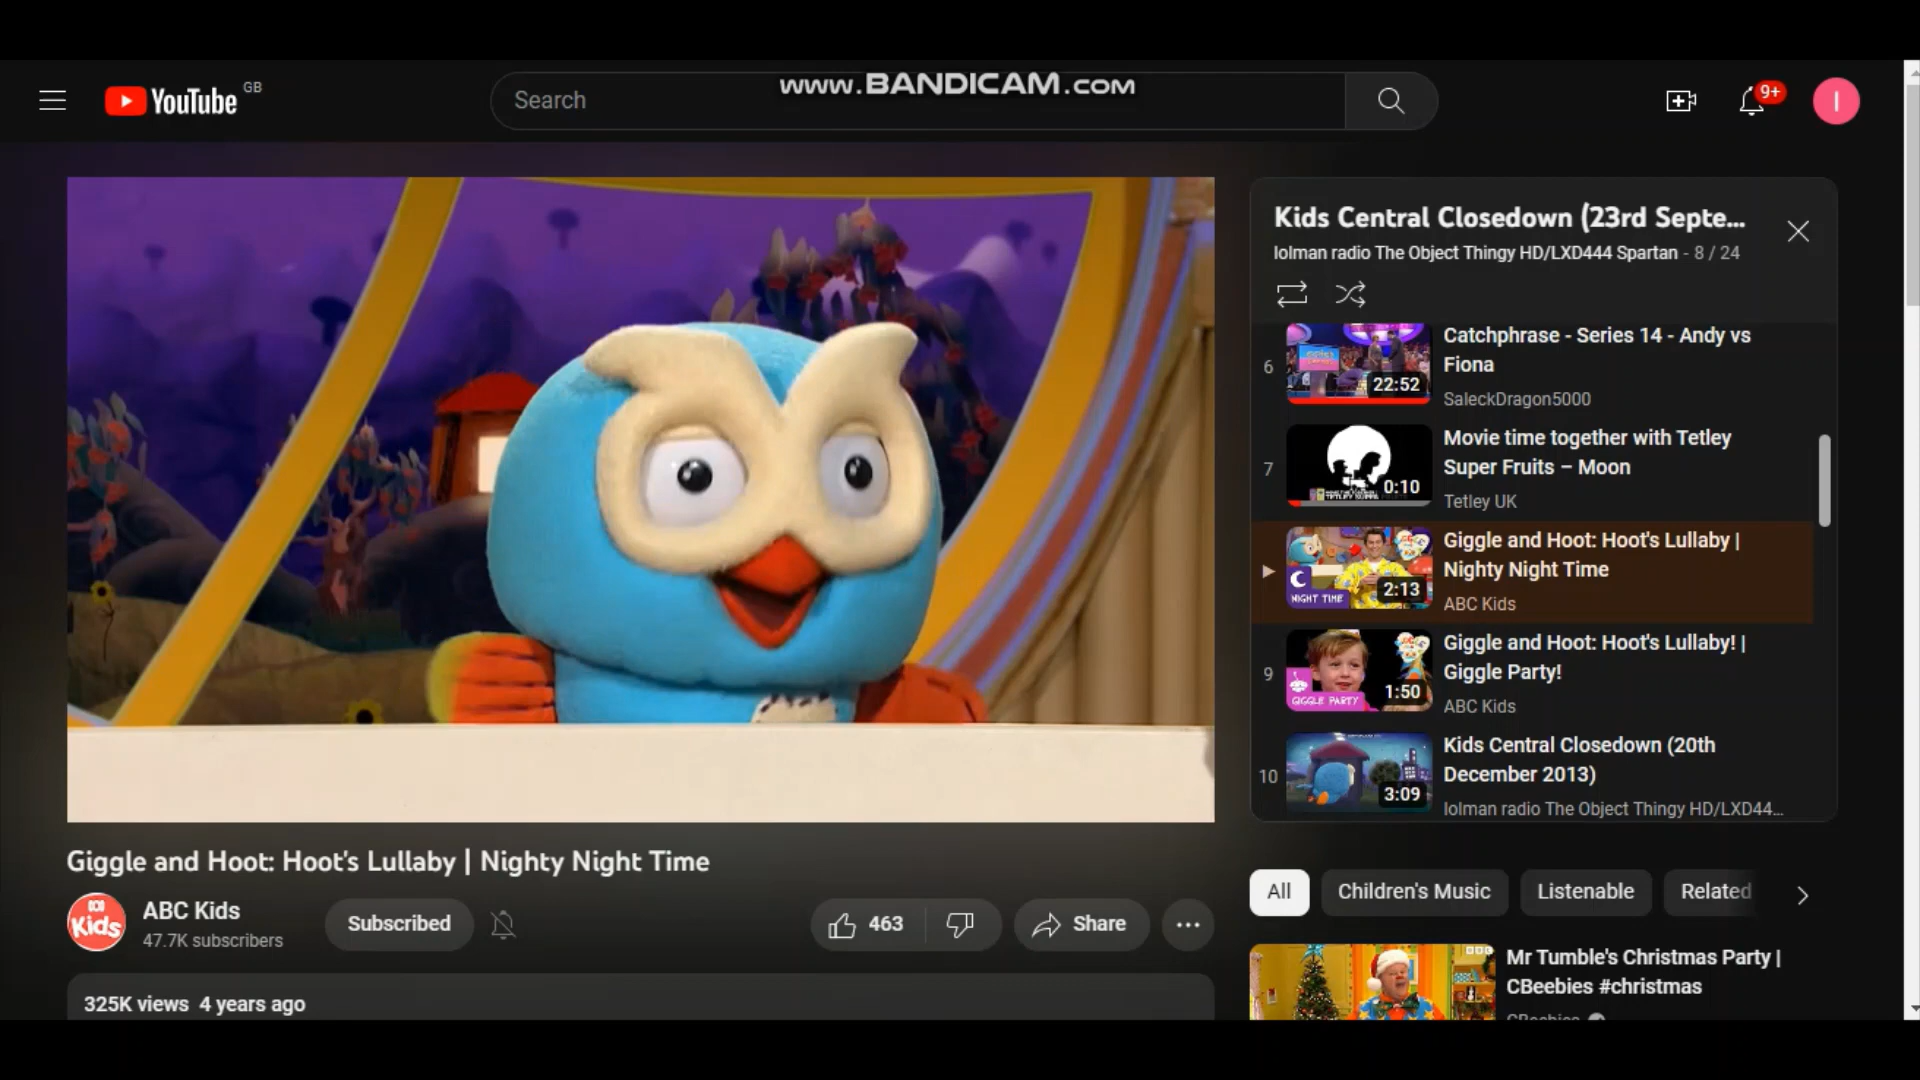 YouTube GB
Search
www.BANDICAM.com
9+
I
Kids Central Closedown (23rd Septe...
lolman radio The Object Thingy HD/LXD444 Spartan - 8 / 24
6
22:52
Catchphrase - Series 14 - Andy vs
Fiona
SaleckDragon5000
7
0:10
Movie time together with Tetley
Super Fruits – Moon
Tetley UK
NIGHT TIME
2:13
Giggle and Hoot: Hoot's Lullaby |
Nighty Night Time
ABC Kids
9
GIGGLE PARTY
1:50
Giggle and Hoot: Hoot's Lullaby! |
Giggle Party!
ABC Kids
10
3:09
Kids Central Closedown (20th
December 2013)
lolman radio The Object Thingy HD/LXD44...
Giggle and Hoot: Hoot's Lullaby | Nighty Night Time
Kids
ABC Kids
47.7K subscribers
Subscribed
463
Share
325K views 4 years ago
All
Children's Music
Listenable
Related
BBC
Mr Tumble's Christmas Party |
CBeebies #christmas
CBeebies